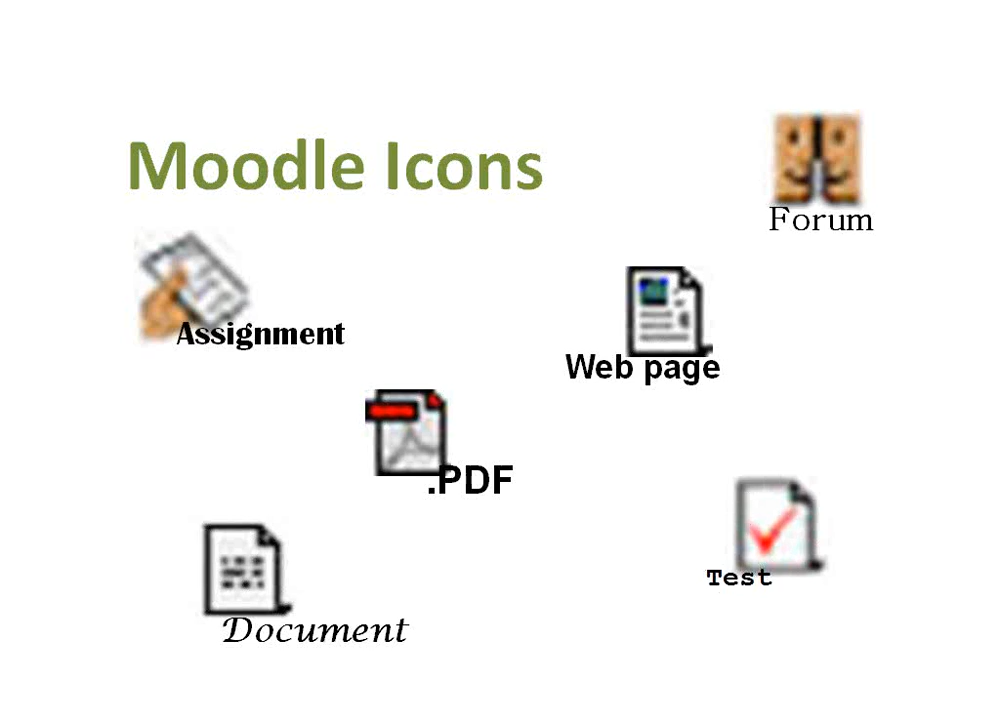 Moodle Icons
Forum
Assignment
Web page
.PDF
Test
Document